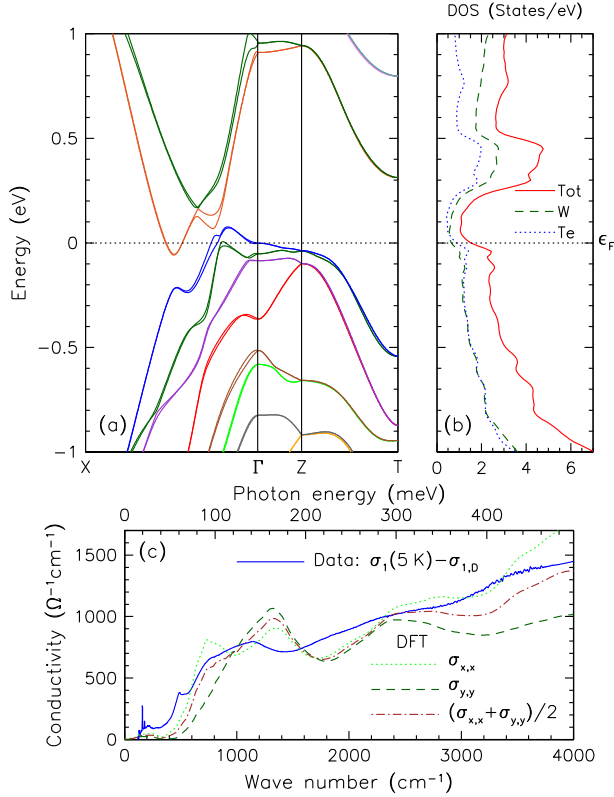 DOS (States/eV)
1
0.5
0
−0.5
−1
Energy (eV)
(a)
X
Γ
Z
T
Tot
W
Te
ϵF
(b)
0
2
4
6
Photon energy (meV)
0
100
200
300
400
1500
1000
500
0
Conductivity (Ω⁻¹cm⁻¹)
(c)
Data: σ₁(5 K)−σ₁,D
DFT
σx,x
σy,y
(σx,x+σy,y)/2
0
1000
2000
3000
4000
Wave number (cm⁻¹)